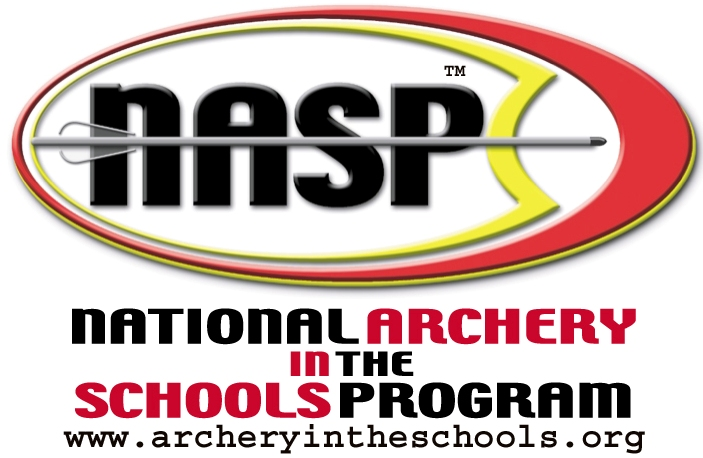 NASP™
NATIONAL ARCHERY
IN THE
SCHOOLS PROGRAM
www.archeryintheschools.org